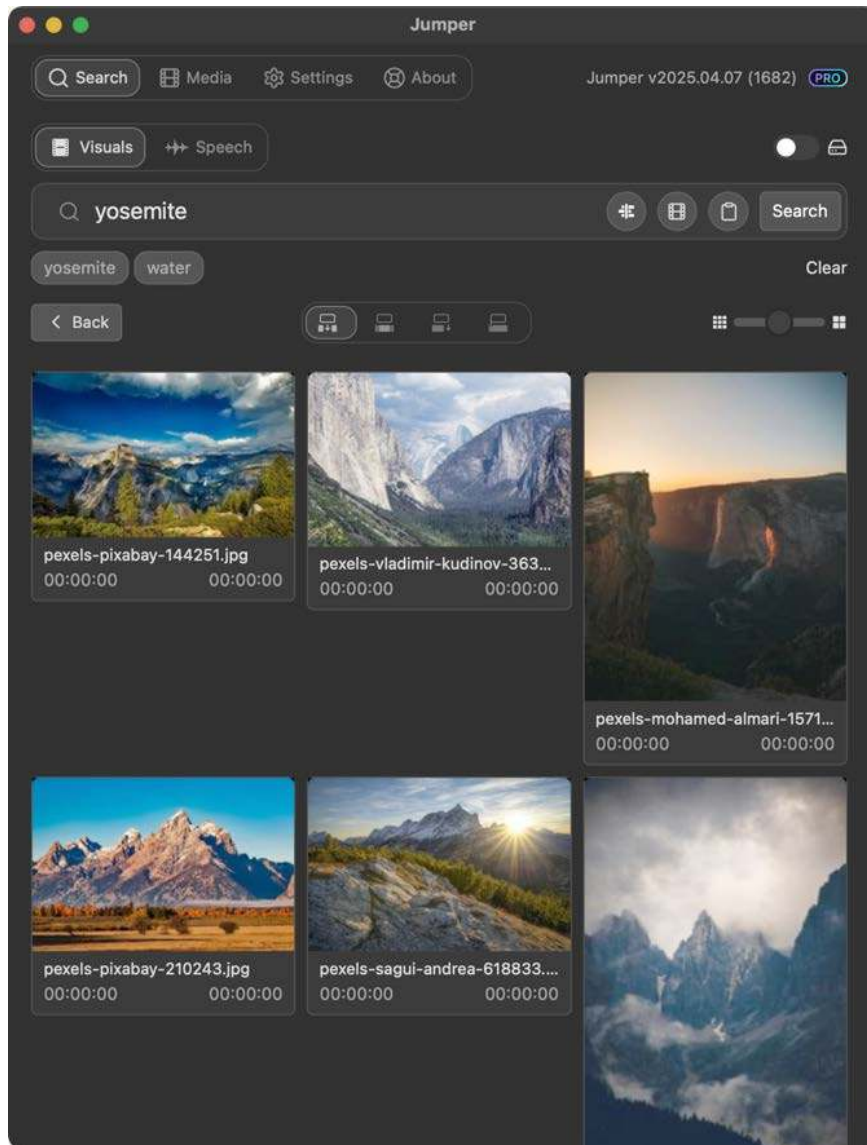 Jumper
Search Media Settings About Jumper v2025.04.07 (1682) PRO
Visuals Speech
yosemite Search
yosemite water Clear
Back
pexels-pixabay-144251.jpg
00:00:00 00:00:00
pexels-vladimir-kudinov-363...
00:00:00 00:00:00
pexels-mohamed-almari-1571...
00:00:00 00:00:00
pexels-pixabay-210243.jpg
00:00:00 00:00:00
pexels-sagui-andrea-618833....
00:00:00 00:00:00